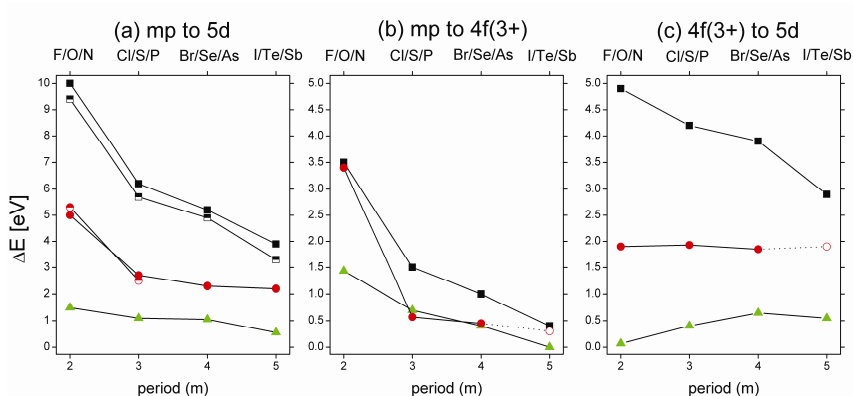 (a) mp to 5d
(b) mp to 4f(3+)
(c) 4f(3+) to 5d
F/O/N Cl/S/P Br/Se/As I/Te/Sb
F/O/N Cl/S/P Br/Se/As I/Te/Sb
F/O/N Cl/S/P Br/Se/As I/Te/Sb
ΔE [eV]
10
9
8
7
6
5
4
3
2
1
0
5.0
4.5
4.0
3.5
3.0
2.5
2.0
1.5
1.0
0.5
0.0
5.0
4.5
4.0
3.5
3.0
2.5
2.0
1.5
1.0
0.5
0.0
2 3 4 5
2 3 4 5
2 3 4 5
period (m)
period (m)
period (m)